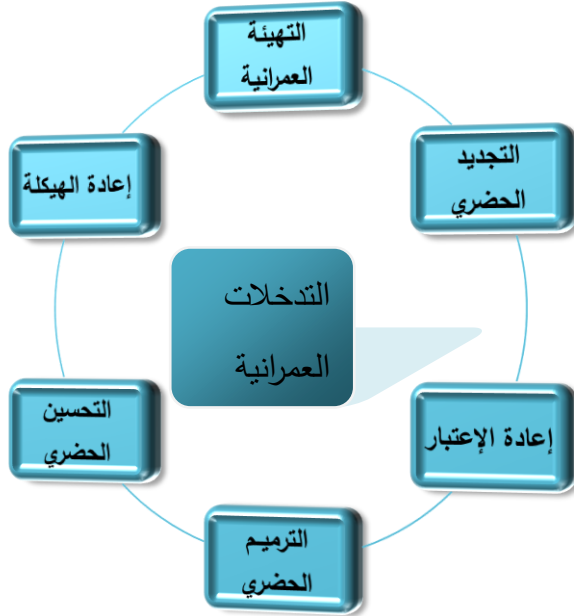 التهيئة
العمرانية
التجديد
الحضري
إعادة الهيكلة
التدخلات
العمرانية
التحسين
الحضري
إعادة الإعتبار
الترميم
الحضري